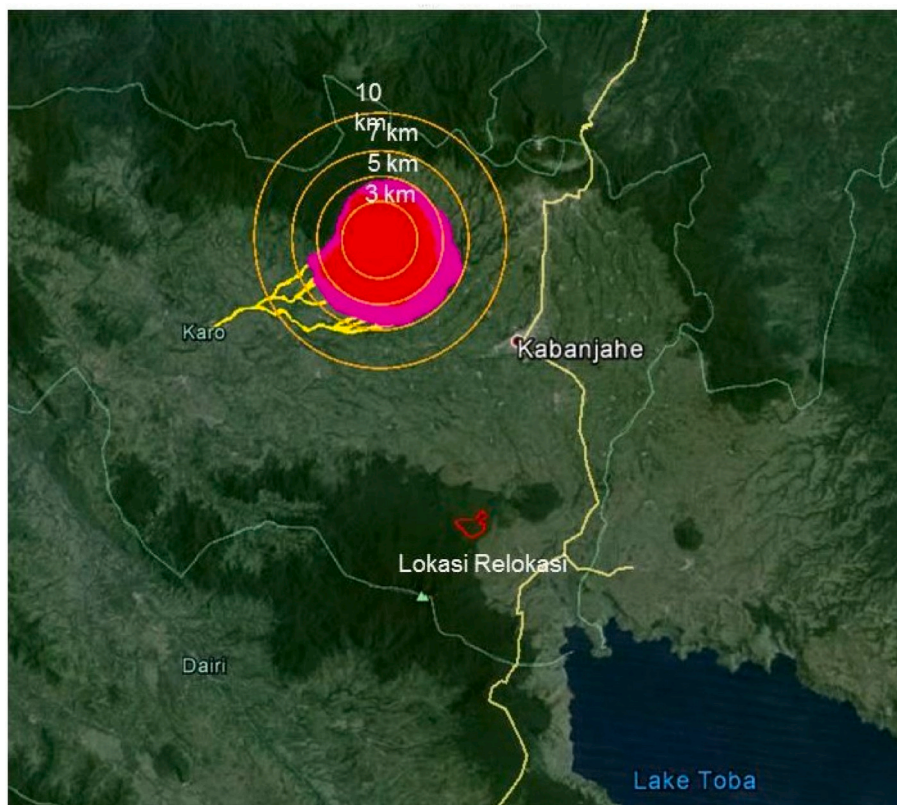 10
km
7 km
5 km
3 km
Karo
Kabanjahe
Lokasi Relokasi
Dairi
Lake Toba